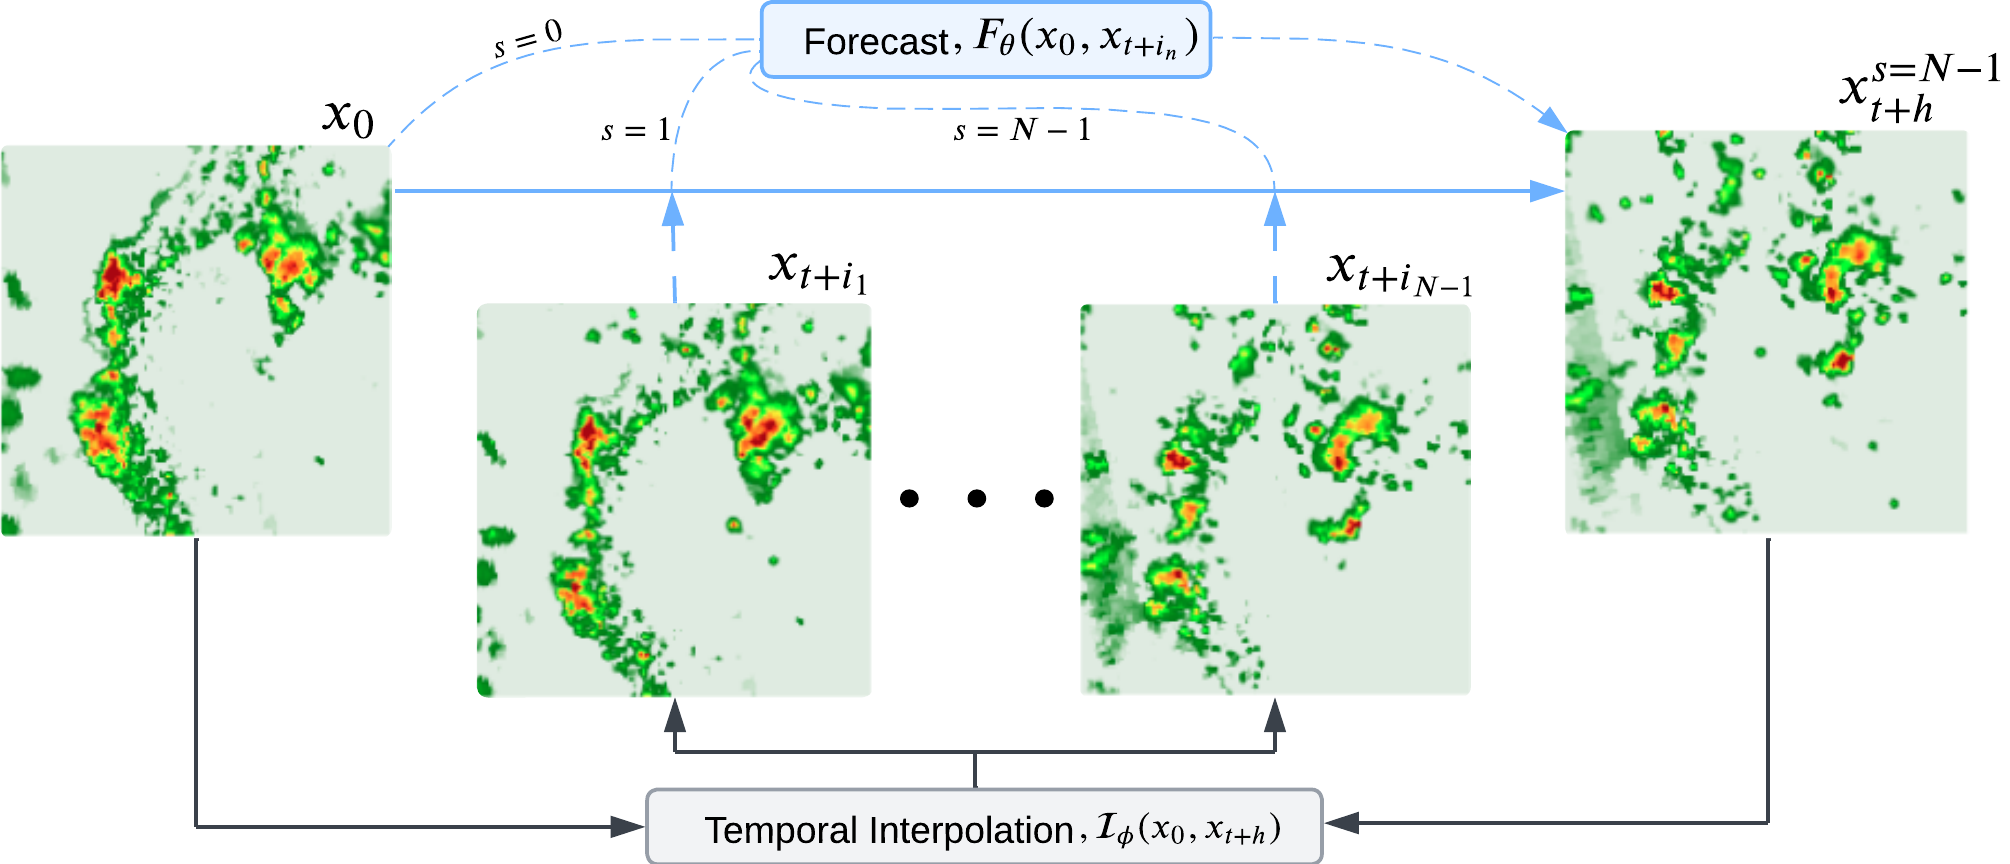 s = 0
Forecast, F_θ(x_0, x_{t+i_n})
x_{t+h}^{s=N−1}
x_0
s = 1
s = N − 1
x_{t+i_1}
x_{t+i_{N−1}}
Temporal Interpolation, ℐ_ϕ(x_0, x_{t+h})